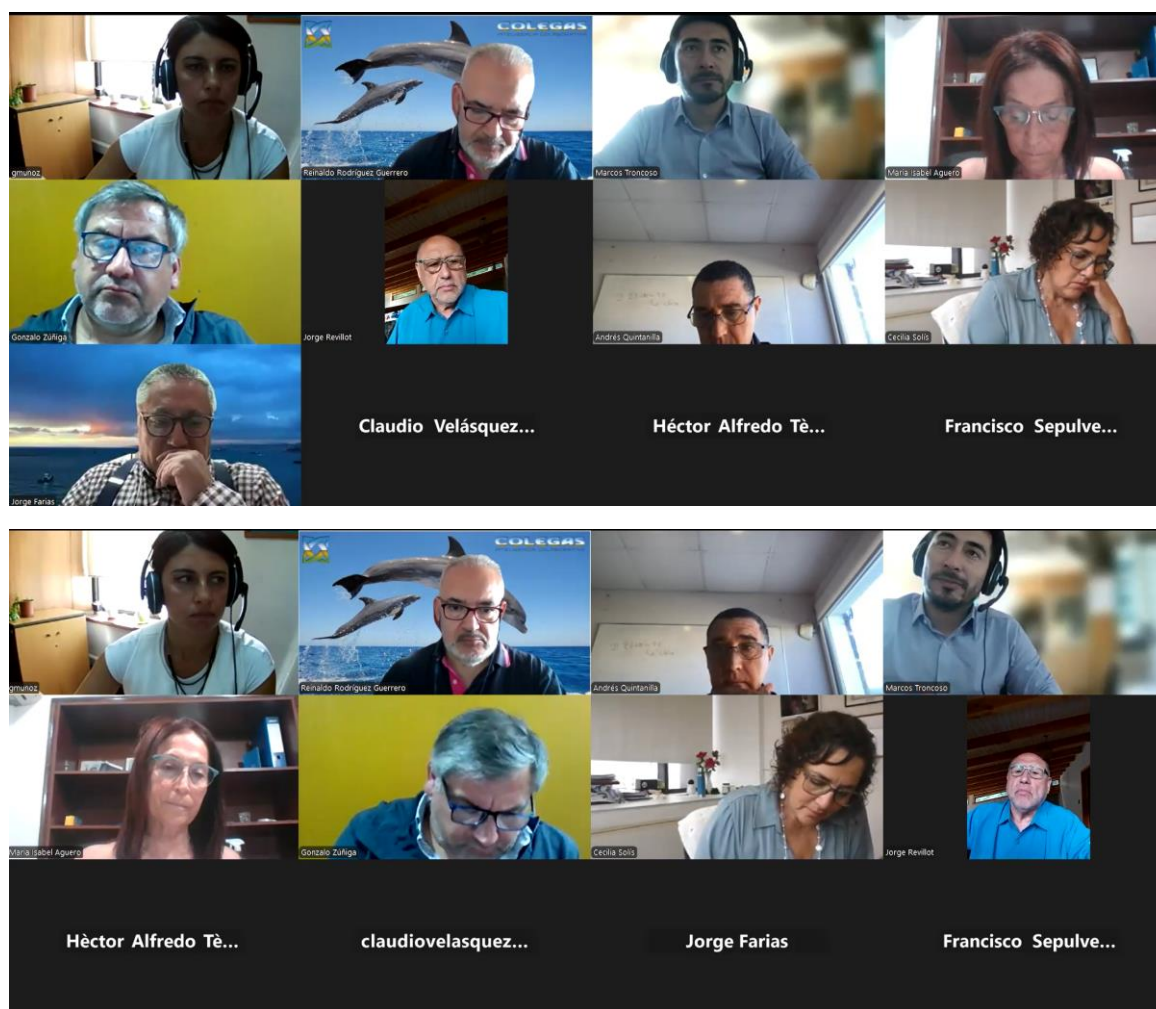 COLEGAS
gmunoz
Reinaldo Rodríguez Guerrero
Marcos Troncoso
Maria Isabel Aguero
Gonzalo Zúñiga
Jorge Revillot
Andrés Quintanilla
Cecilia Solís
Jorge Farias
Claudio Velásquez...
Héctor Alfredo Tè...
Francisco Sepulve...
COLEGAS
gmunoz
Reinaldo Rodríguez Guerrero
Andrés Quintanilla
Marcos Troncoso
Maria Isabel Aguero
Gonzalo Zúñiga
Cecilia Solís
Jorge Revillot
Hèctor Alfredo Tè...
claudiovelasquez...
Jorge Farias
Francisco Sepulve...